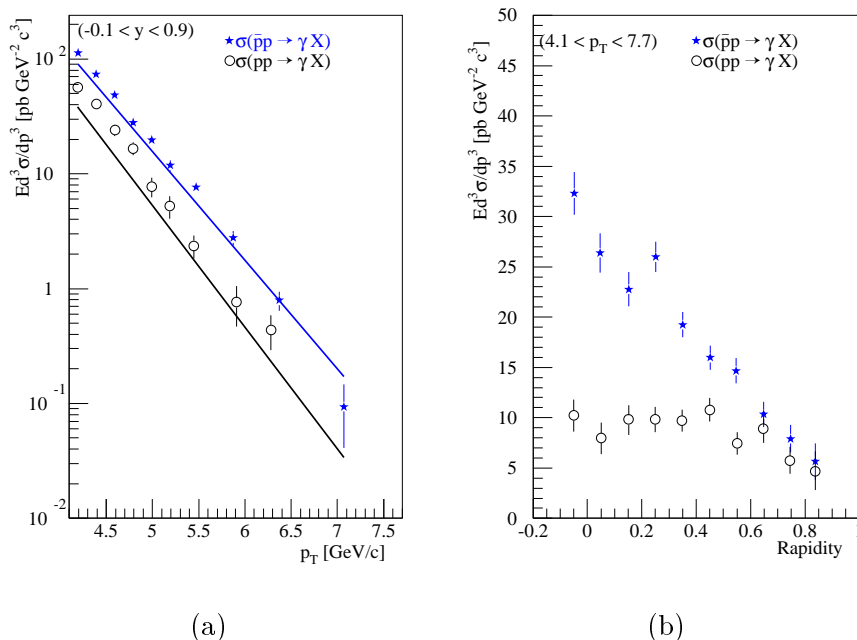 Ed³σ/dp³ [pb GeV⁻² c³]
(-0.1 < y < 0.9)
★ σ(p̄p → γ X)
○ σ(pp → γ X)
10²
10
1
10⁻¹
10⁻²
4.5 5 5.5 6 6.5 7 7.5
p_T [GeV/c]
(a)
Ed³σ/dp³ [pb GeV⁻² c³]
(4.1 < p_T < 7.7)
★ σ(p̄p → γ X)
○ σ(pp → γ X)
50
45
40
35
30
25
20
15
10
5
0
-0.2 0 0.2 0.4 0.6 0.8 1
Rapidity
(b)